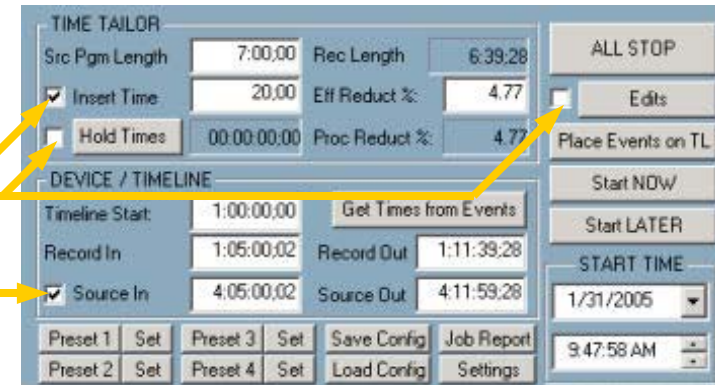 TIME TAILOR
Src Pgm Length 7:00;00 Rec Length 6:39;28
Insert Time 20;00 Eff Reduct %: 4.77
Hold Times 00:00:00;00 Proc Reduct %: 4.77
DEVICE / TIMELINE
Timeline Start: 1:00:00;00 Get Times from Events
Record In 1:05:00;02 Record Out 1:11:39;28
Source In 4:05:00;02 Source Out 4:11:59;28
Preset 1 Set Preset 3 Set Save Config Job Report
Preset 2 Set Preset 4 Set Load Config Settings
ALL STOP
Edits
Place Events on TL
Start NOW
Start LATER
START TIME
1/31/2005
9:47:58 AM